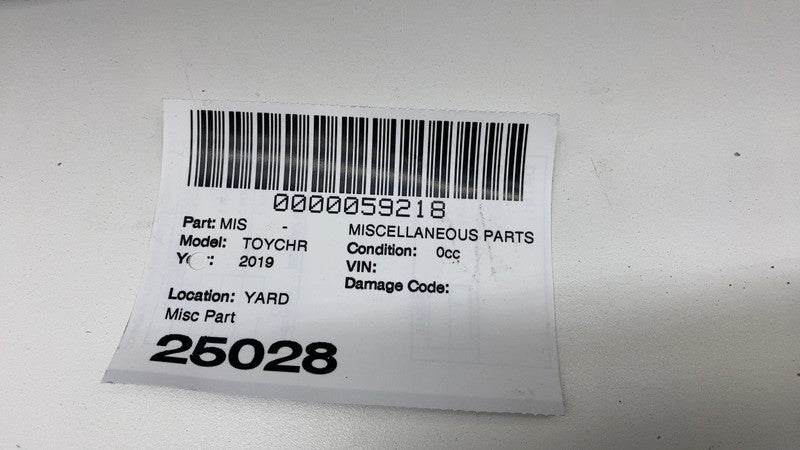 0000059218
Part: MIS - MISCELLANEOUS PARTS
Model: TOYCHR Condition: 0cc
2019 VIN:
Damage Code:
Location: YARD
Misc Part
25028